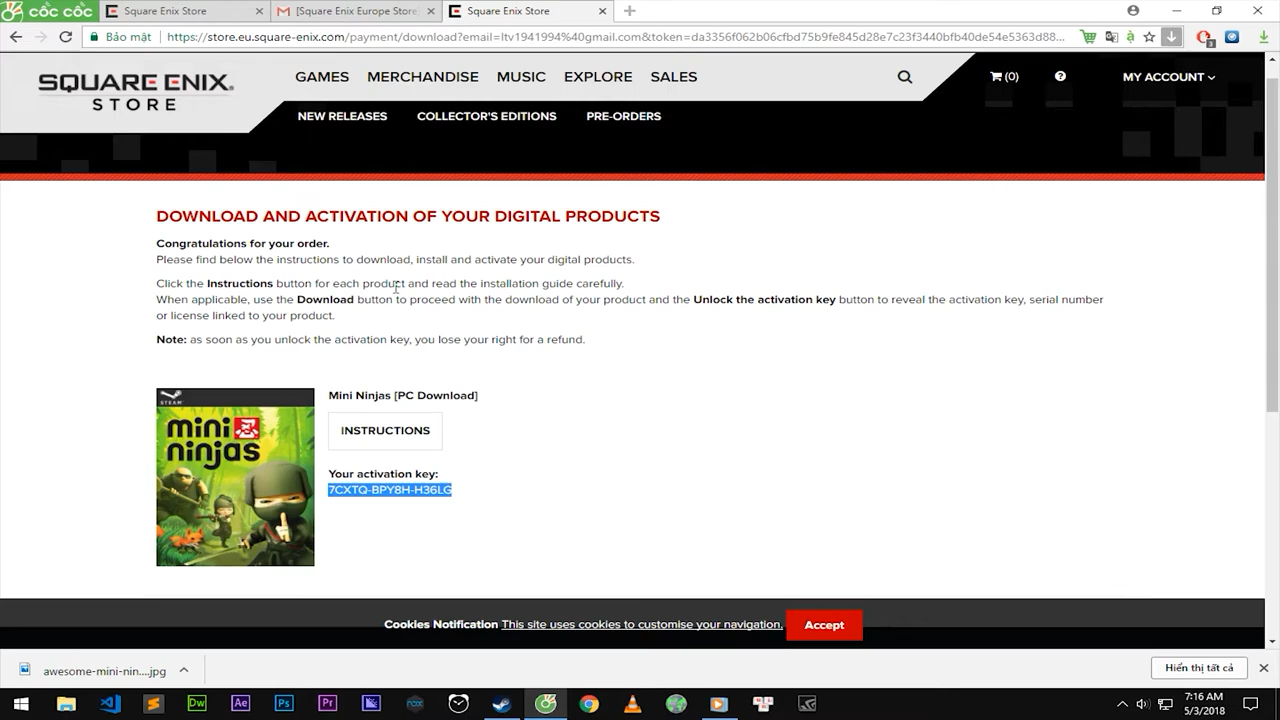 cốc cốc
Square Enix Store
[Square Enix Europe Store
Square Enix Store
Bảo mật
https://store.eu.square-enix.com/payment/download?email=ltv1941994%40gmail.com&token=da3356f062b06cfbd75b9fe845d28e7c23f3440bfb40de54e5363d88...
SQUARE ENIX
STORE
GAMES MERCHANDISE MUSIC EXPLORE SALES
(0)
MY ACCOUNT
NEW RELEASES COLLECTOR'S EDITIONS PRE-ORDERS
DOWNLOAD AND ACTIVATION OF YOUR DIGITAL PRODUCTS
Congratulations for your order.
Please find below the instructions to download, install and activate your digital products.
Click the Instructions button for each product and read the installation guide carefully.
When applicable, use the Download button to proceed with the download of your product and the Unlock the activation key button to reveal the activation key, serial number
or license linked to your product.
Note: as soon as you unlock the activation key, you lose your right for a refund.
STEAM
mini
ninjas
Mini Ninjas [PC Download]
INSTRUCTIONS
Your activation key:
7CXTQ-BPY8H-H36LG
Cookies Notification This site uses cookies to customise your navigation.
Accept
awesome-mini-nin....jpg
Hiển thị tất cả
Dw
Ae
Ps
Pr
nox
7:16 AM
5/3/2018